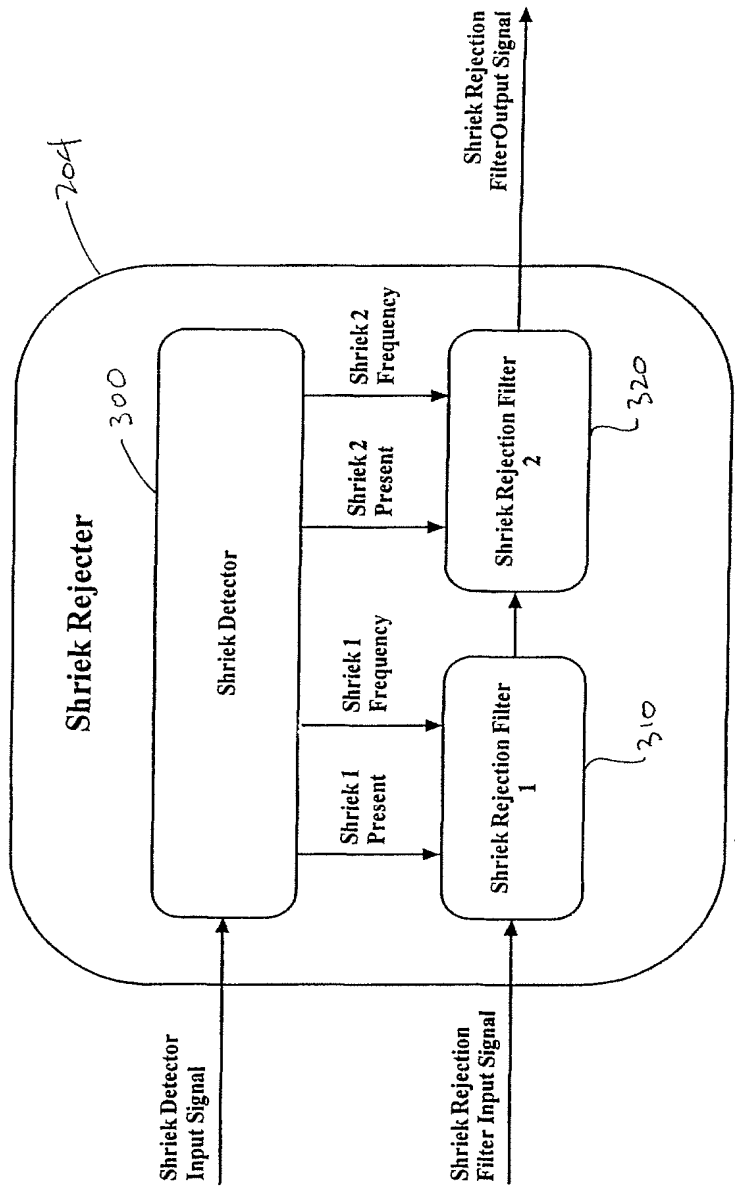 204
Shriek Rejecter
300
Shriek Detector
Input Signal
Shriek Detector
Shriek 1
Present
Shriek 1
Frequency
Shriek 2
Present
Shriek 2
Frequency
Shriek Rejection
Filter Input Signal
Shriek Rejection Filter
1
310
Shriek Rejection Filter
2
320
Shriek Rejection
FilterOutput Signal